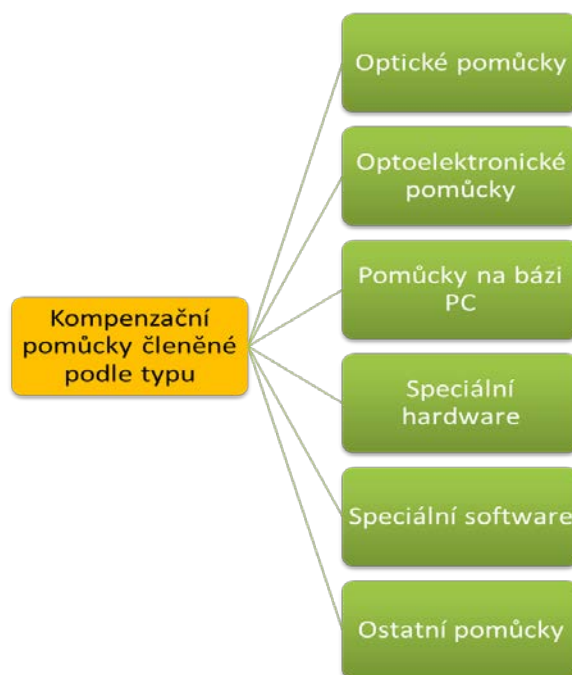 Optické pomůcky
Optoelektronické
pomůcky
Pomůcky na bázi
PC
Kompenzační
pomůcky členěné
podle typu
Speciální
hardware
Speciální software
Ostatní pomůcky